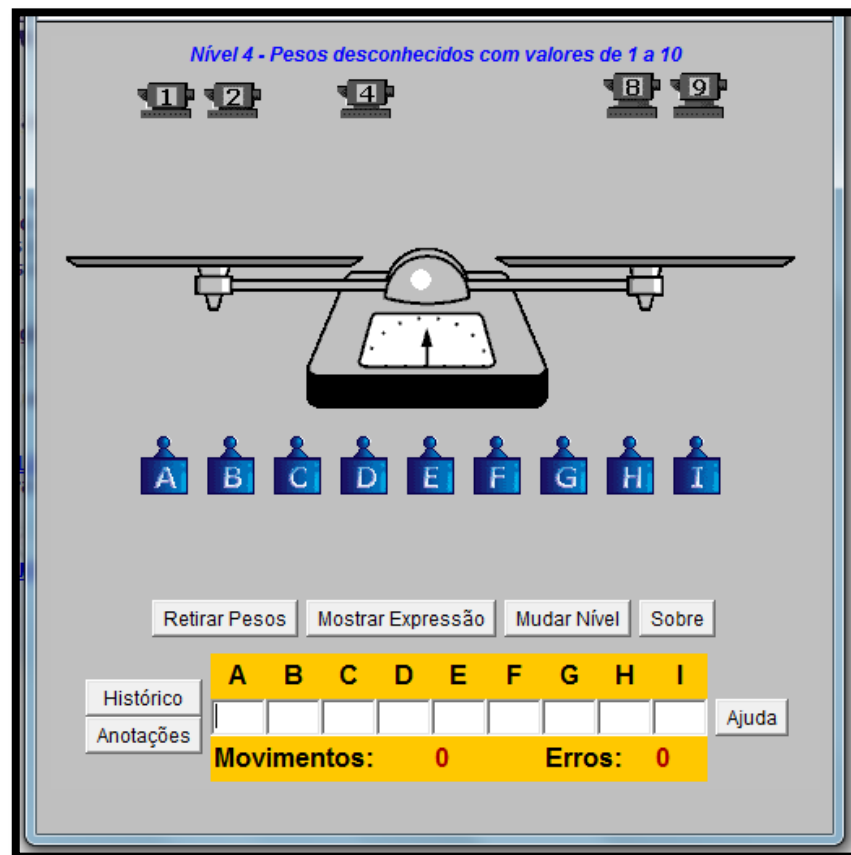 Nível 4 - Pesos desconhecidos com valores de 1 a 10
1 2 4 8 9
A B C D E F G H I
Retirar Pesos Mostrar Expressão Mudar Nível Sobre
A B C D E F G H I
Histórico
Ajuda
Anotações
Movimentos: 0 Erros: 0